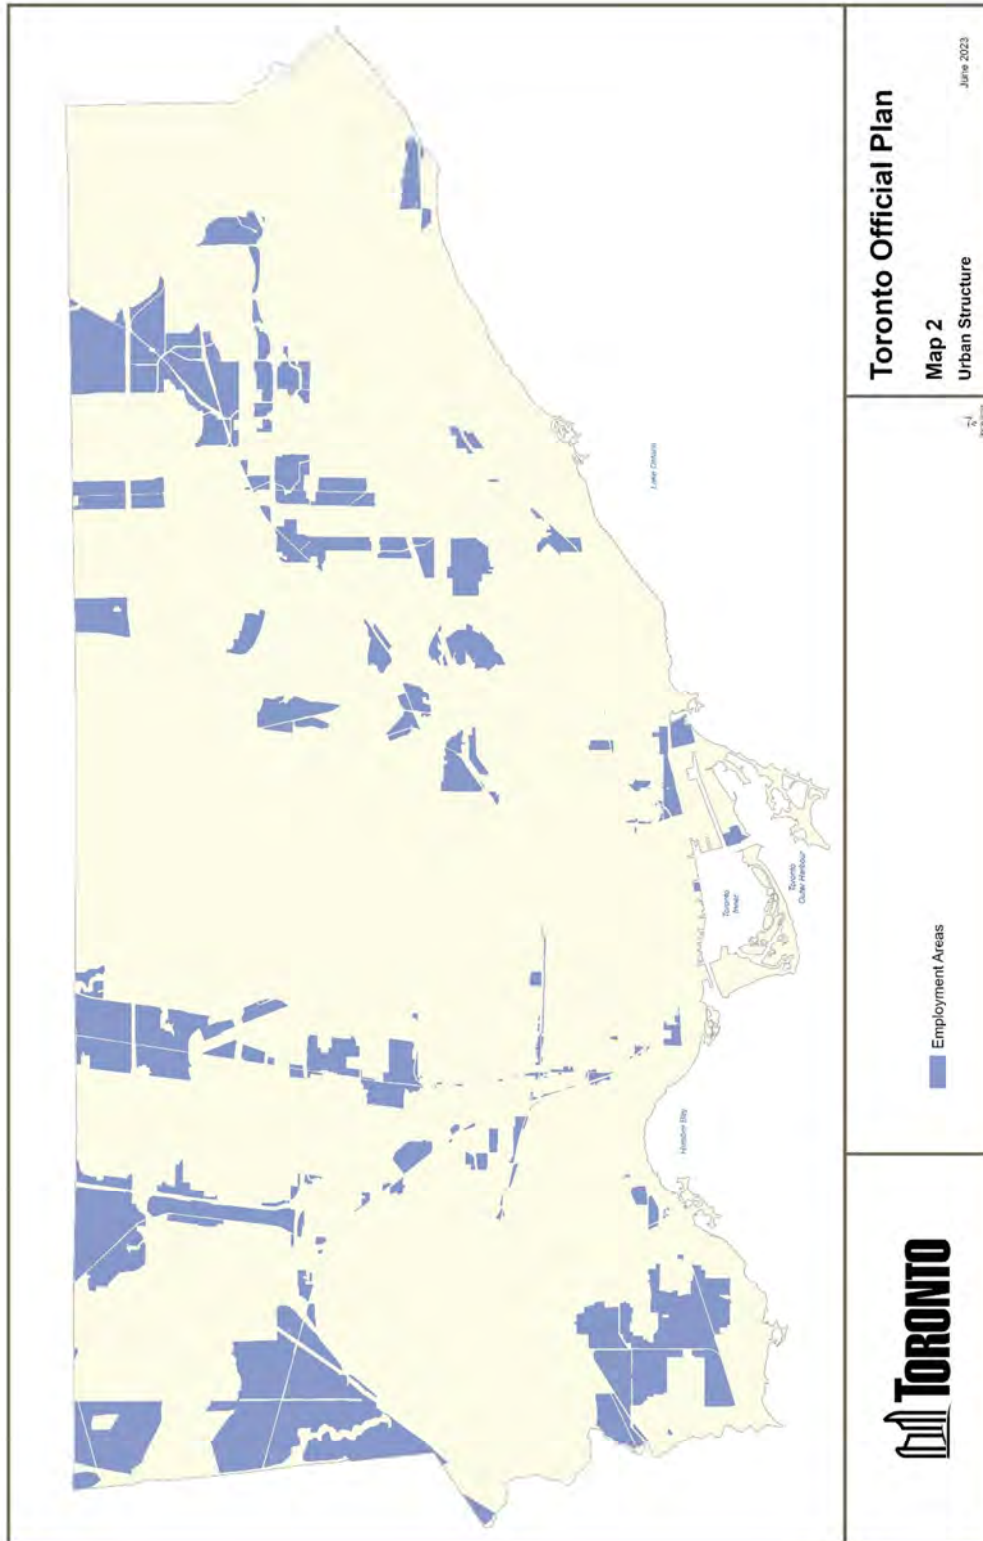 Lake Ontario
Toronto
Inner
Toronto
Outer Harbour
Humber Bay
TORONTO
Employment Areas
Toronto Official Plan
Map 2
Urban Structure
June 2023